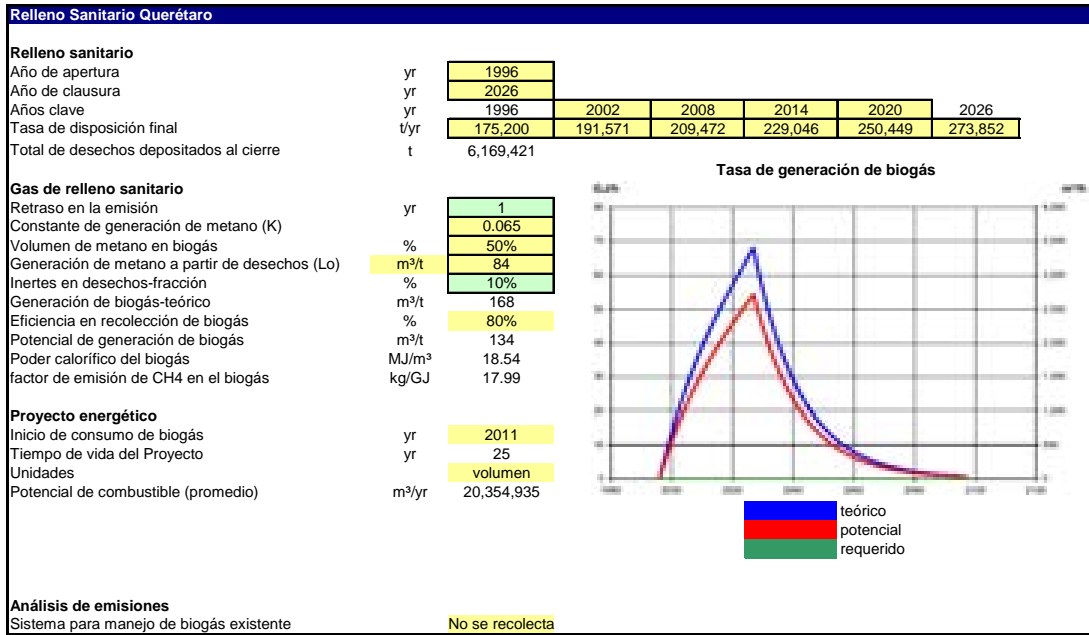 Relleno Sanitario Querétaro
Relleno sanitario
Año de apertura yr 1996
Año de clausura yr 2026
Años clave yr 1996 2002 2008 2014 2020 2026
Tasa de disposición final t/yr 175,200 191,571 209,472 229,046 250,449 273,852
Total de desechos depositados al cierre t 6,169,421
Tasa de generación de biogás
Gas de relleno sanitario
Retraso en la emisión yr 1
Constante de generación de metano (K) 0.065
Volumen de metano en biogás % 50%
Generación de metano a partir de desechos (Lo) m³/t 84
Inertes en desechos-fracción % 10%
Generación de biogás-teórico m³/t 168
Eficiencia en recolección de biogás % 80%
Potencial de generación de biogás m³/t 134
Poder calorífico del biogás MJ/m³ 18.54
factor de emisión de CH4 en el biogás kg/GJ 17.99
Proyecto energético
Inicio de consumo de biogás yr 2011
Tiempo de vida del Proyecto yr 25
Unidades volumen
Potencial de combustible (promedio) m³/yr 20,354,935
teórico
potencial
requerido
Análisis de emisiones
Sistema para manejo de biogás existente No se recolecta